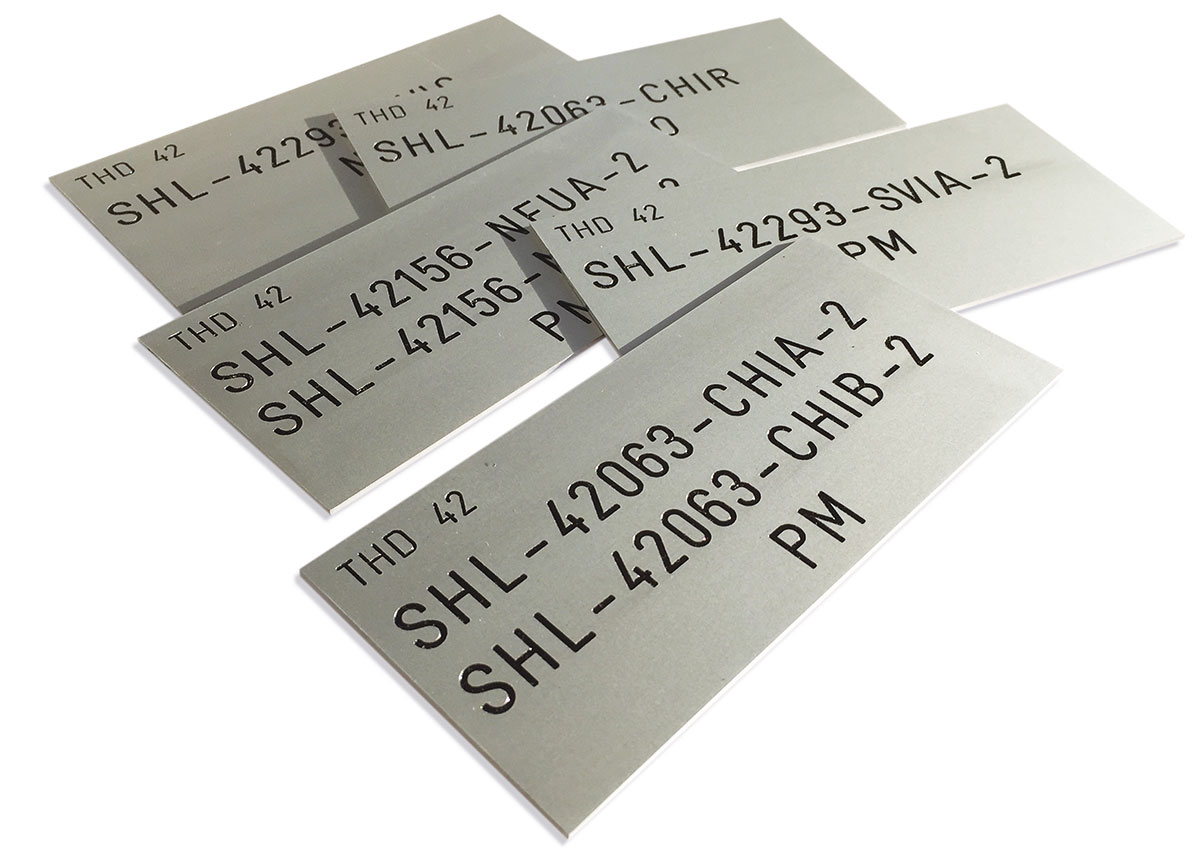 THD 42
SHL-42293
THD 42
SHL-42063-CHIR
THD 42
SHL-42156-NFUA-2
SHL-42156-
THD 42
SHL-42293-SVIA-2
PM
THD 42
SHL-42063-CHIA-2
SHL-42063-CHIB-2
PM